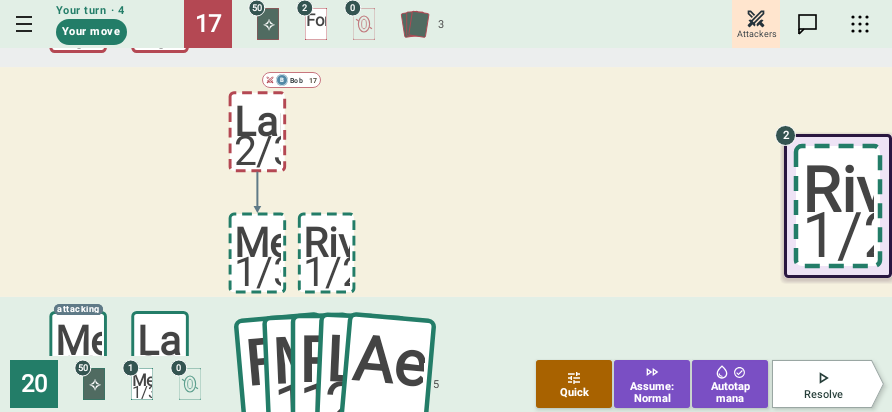 Your turn · 4
Your move
17
50
2
0
3
Attackers
B Bob 17
La
2/3
2
Riv
1/2
Me
1/3
Riv
1/2
attacking
Me
La
Ae
20
50
1
Me
0
5
Quick
Assume:
Normal
Autotap
mana
Resolve